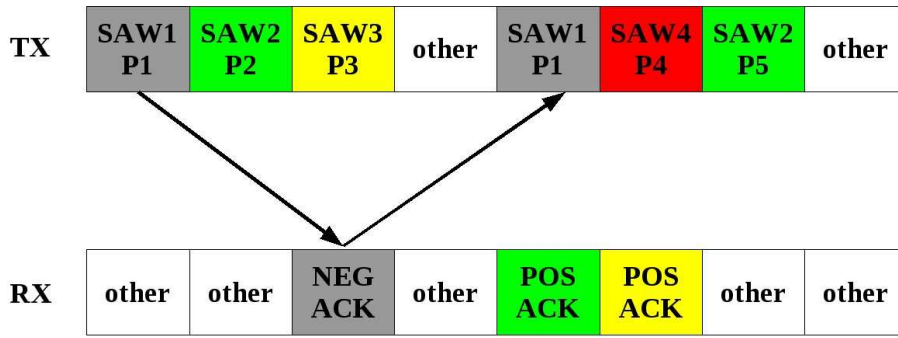 TX
SAW1 SAW2 SAW3 other SAW1 SAW4 SAW2 other
P1 P2 P3 P1 P4 P5
RX
other other NEG other POS POS other other
ACK ACK ACK